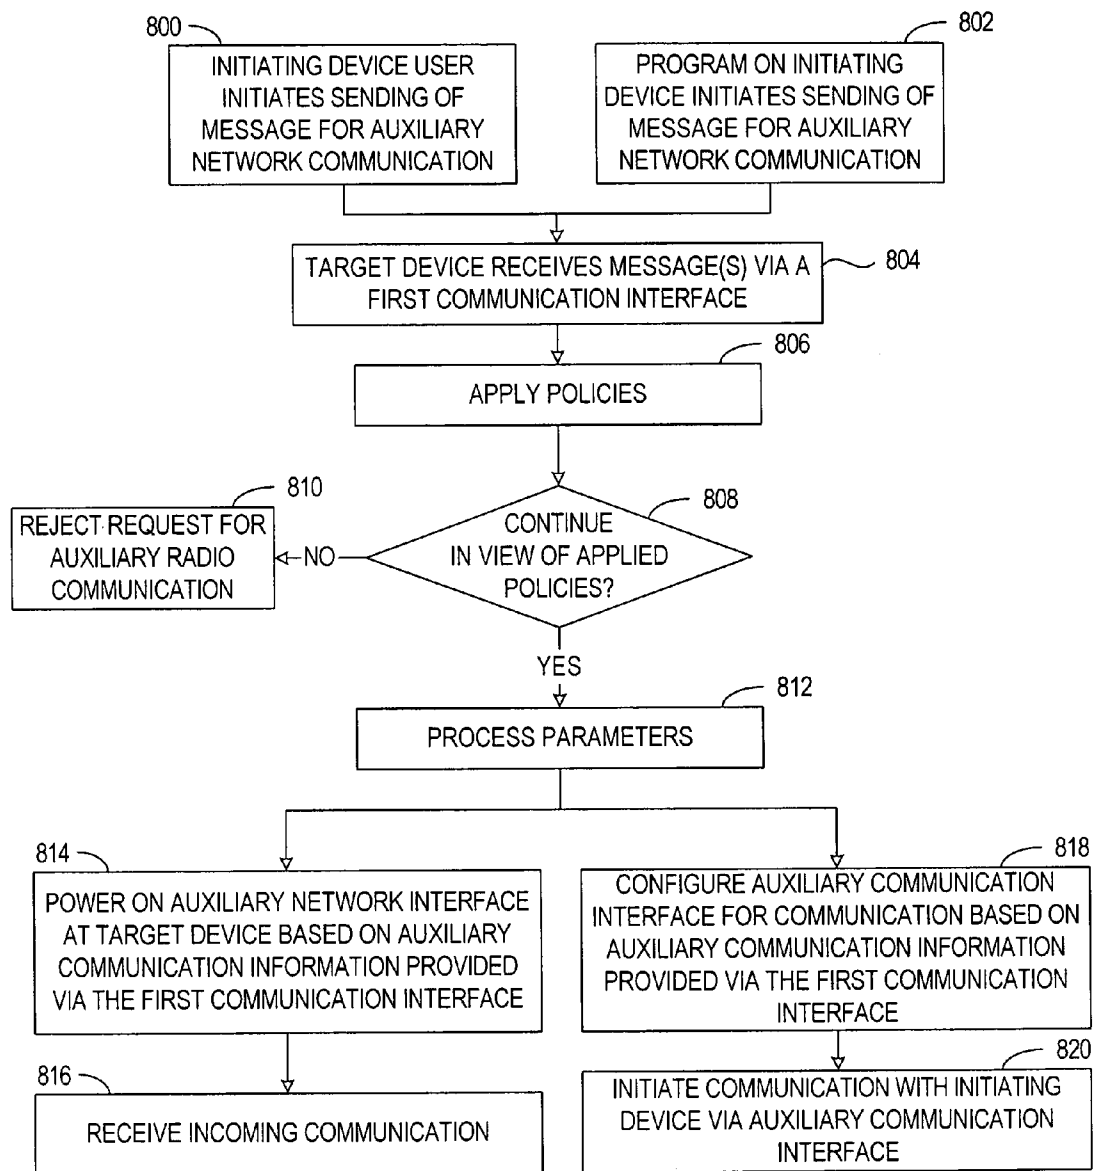 800
INITIATING DEVICE USER
INITIATES SENDING OF
MESSAGE FOR AUXILIARY
NETWORK COMMUNICATION
802
PROGRAM ON INITIATING
DEVICE INITIATES SENDING OF
MESSAGE FOR AUXILIARY
NETWORK COMMUNICATION
804
TARGET DEVICE RECEIVES MESSAGE(S) VIA A
FIRST COMMUNICATION INTERFACE
806
APPLY POLICIES
808
CONTINUE
IN VIEW OF APPLIED
POLICIES?
NO
810
REJECT REQUEST FOR
AUXILIARY RADIO
COMMUNICATION
YES
812
PROCESS PARAMETERS
814
POWER ON AUXILIARY NETWORK INTERFACE
AT TARGET DEVICE BASED ON AUXILIARY
COMMUNICATION INFORMATION PROVIDED
VIA THE FIRST COMMUNICATION INTERFACE
816
RECEIVE INCOMING COMMUNICATION
818
CONFIGURE AUXILIARY COMMUNICATION
INTERFACE FOR COMMUNICATION BASED ON
AUXILIARY COMMUNICATION INFORMATION
PROVIDED VIA THE FIRST COMMUNICATION
INTERFACE
820
INITIATE COMMUNICATION WITH INITIATING
DEVICE VIA AUXILIARY COMMUNICATION
INTERFACE